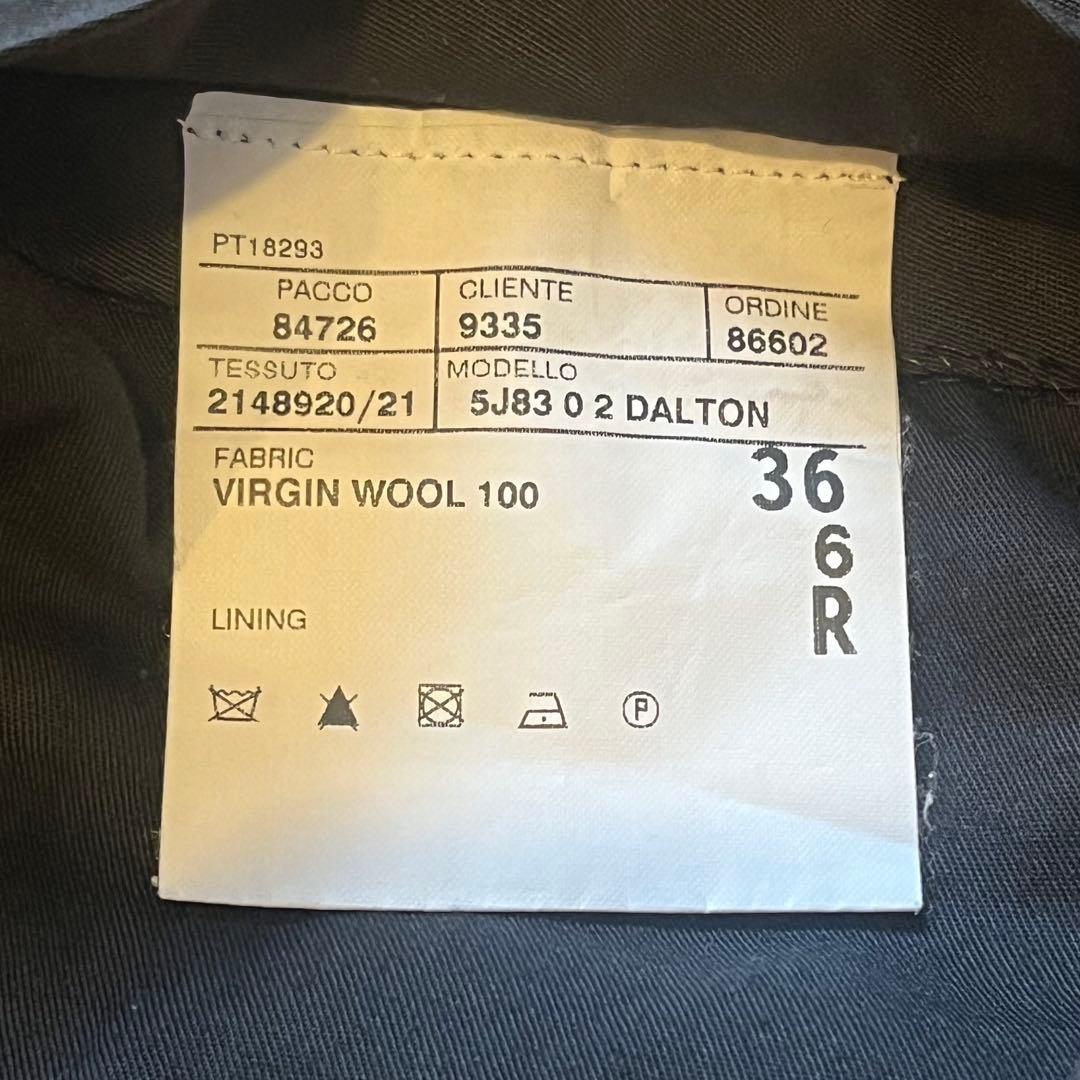 PT18293
PACCO CLIENTE ORDINE
84726 9335 86602
TESSUTO MODELLO
2148920/21 5J83 0 2 DALTON
FABRIC 36
VIRGIN WOOL 100
6
R
LINING
P